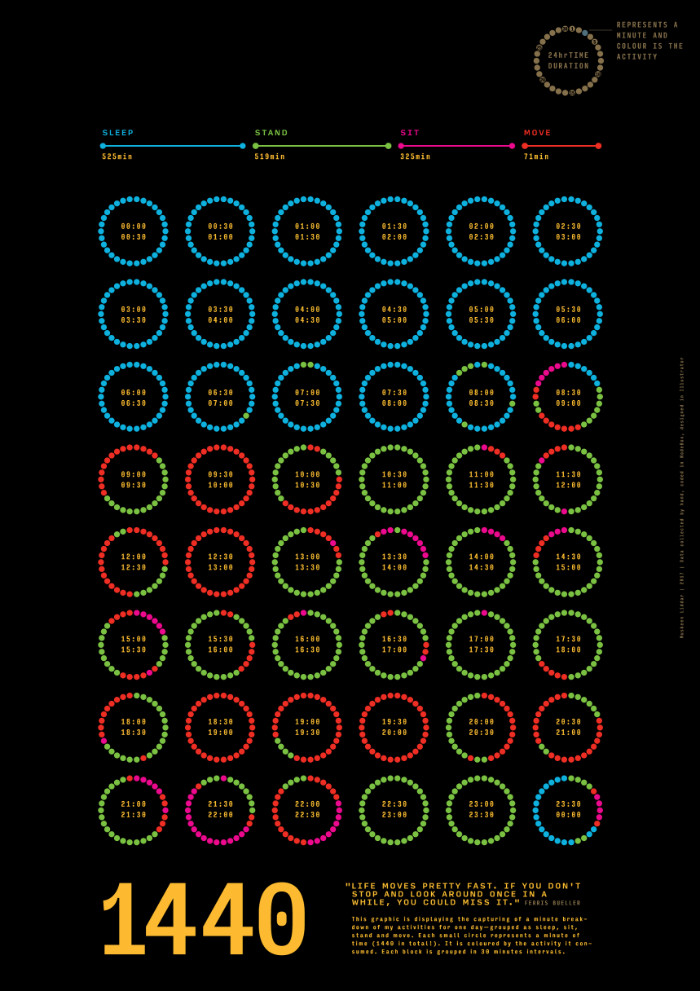 REPRESENTS A
MINUTE AND
COLOUR IS THE
ACTIVITY
24hrTIME
DURATION
SLEEP STAND SIT MOVE
525min 519min 325min 71min
00:00 00:30 01:00 01:30 02:00 02:30
00:30 01:00 01:30 02:00 02:30 03:00
03:00 03:30 04:00 04:30 05:00 05:30
03:30 04:00 04:30 05:00 05:30 06:00
06:00 06:30 07:00 07:30 08:00 08:30
06:30 07:00 07:30 08:00 08:30 09:00
09:00 09:30 10:00 10:30 11:00 11:30
09:30 10:00 10:30 11:00 11:30 12:00
12:00 12:30 13:00 13:30 14:00 14:30
12:30 13:00 13:30 14:00 14:30 15:00
15:00 15:30 16:00 16:30 17:00 17:30
15:30 16:00 16:30 17:00 17:30 18:00
18:00 18:30 19:00 19:30 20:00 20:30
18:30 19:00 19:30 20:00 20:30 21:00
21:00 21:30 22:00 22:30 23:00 23:30
21:30 22:00 22:30 23:00 23:30 00:00
1440
"LIFE MOVES PRETTY FAST. IF YOU DON'T
STOP AND LOOK AROUND ONCE IN A
WHILE, YOU COULD MISS IT." FERRIS BUELLER
This graphic is displaying the capturing of a minute break-
down of my activities for one day—grouped as sleep, sit,
stand and move. Each small circle represents a minute of
time (1440 in total!). It is coloured by the activity it con-
sumed. Each block is grouped in 30 minutes intervals.